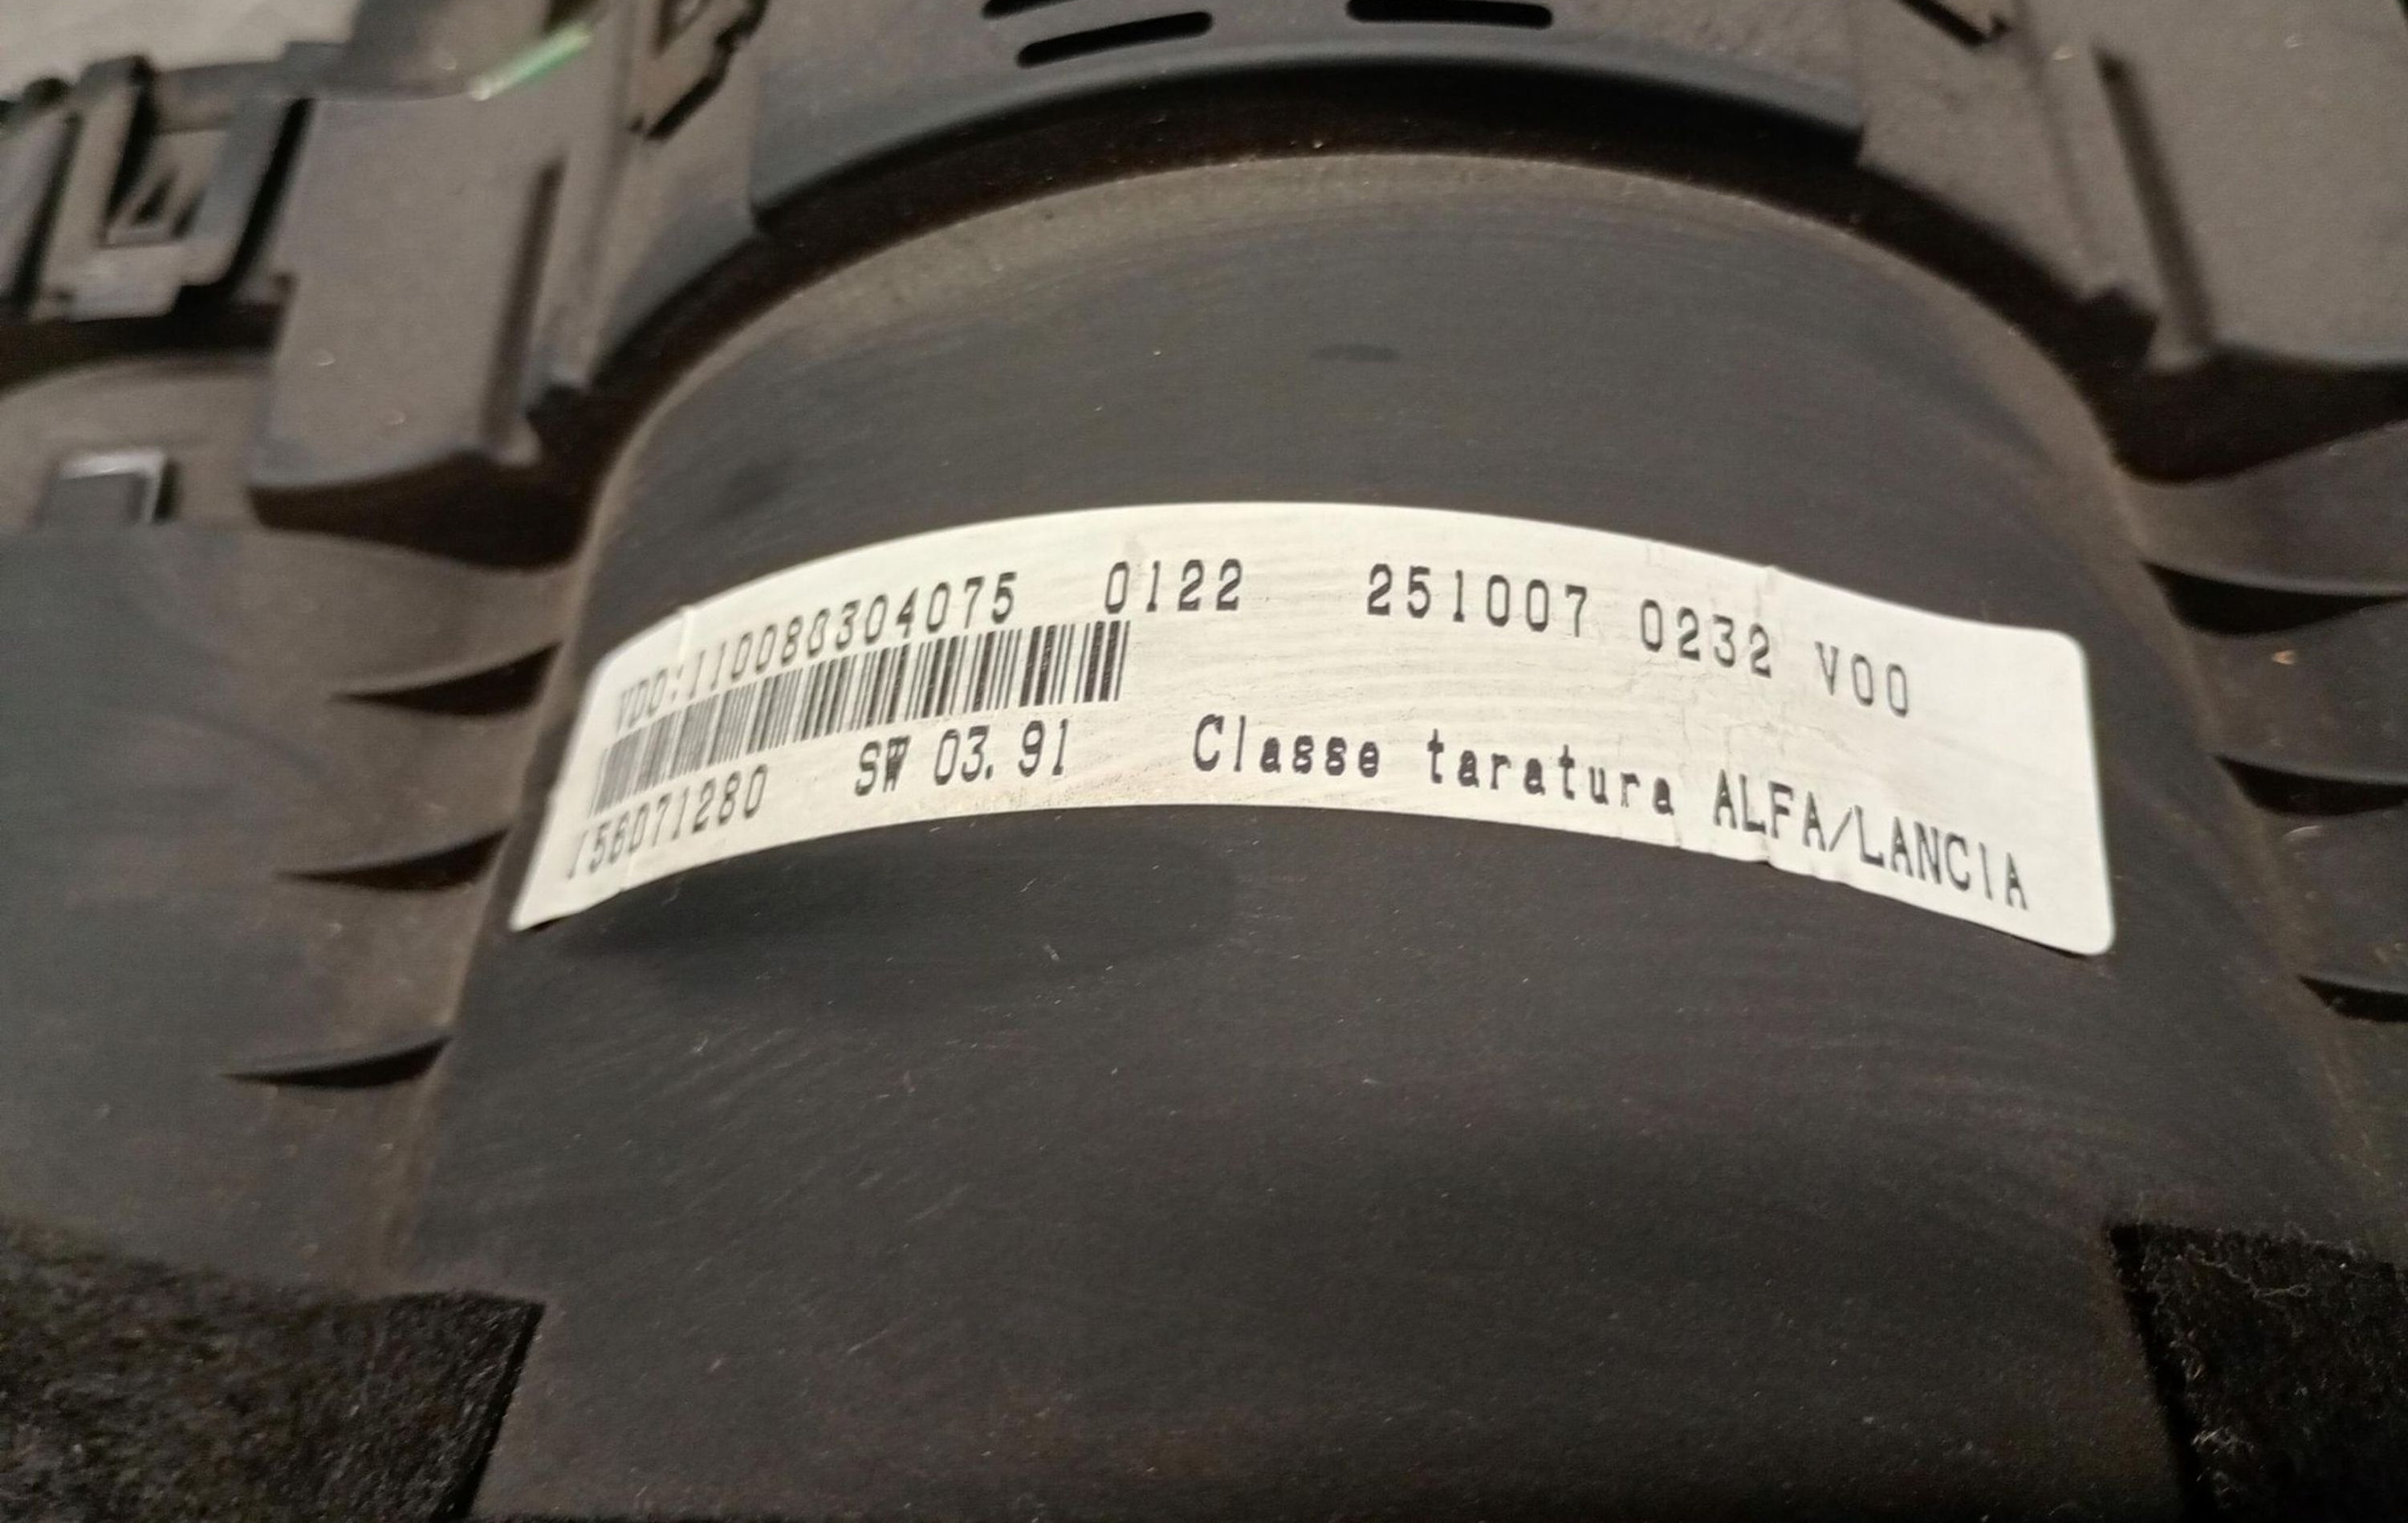 VDO:110080304075 0122 251007 0232 V00
156071280 SW 03.91 Classe taratura ALFA/LANCIA